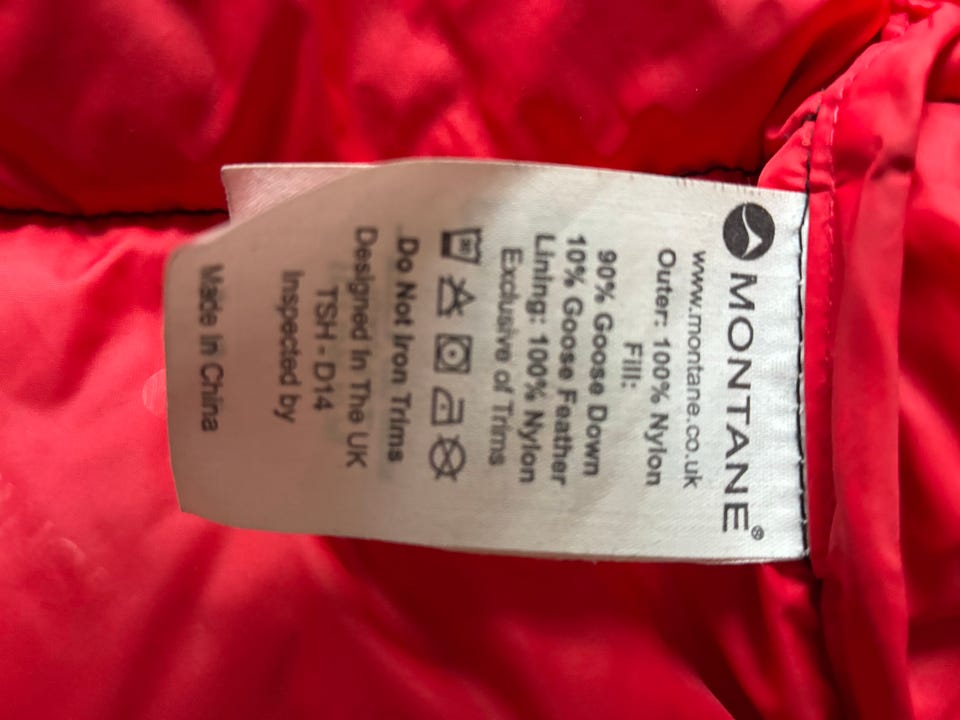 MONTANE®
www.montane.co.uk
Outer: 100% Nylon
Fill:
90% Goose Down
10% Goose Feather
Lining: 100% Nylon
Exclusive of Trims
30
Do Not Iron Trims
Designed In The UK
TSH - D14
Inspected by
Made In China